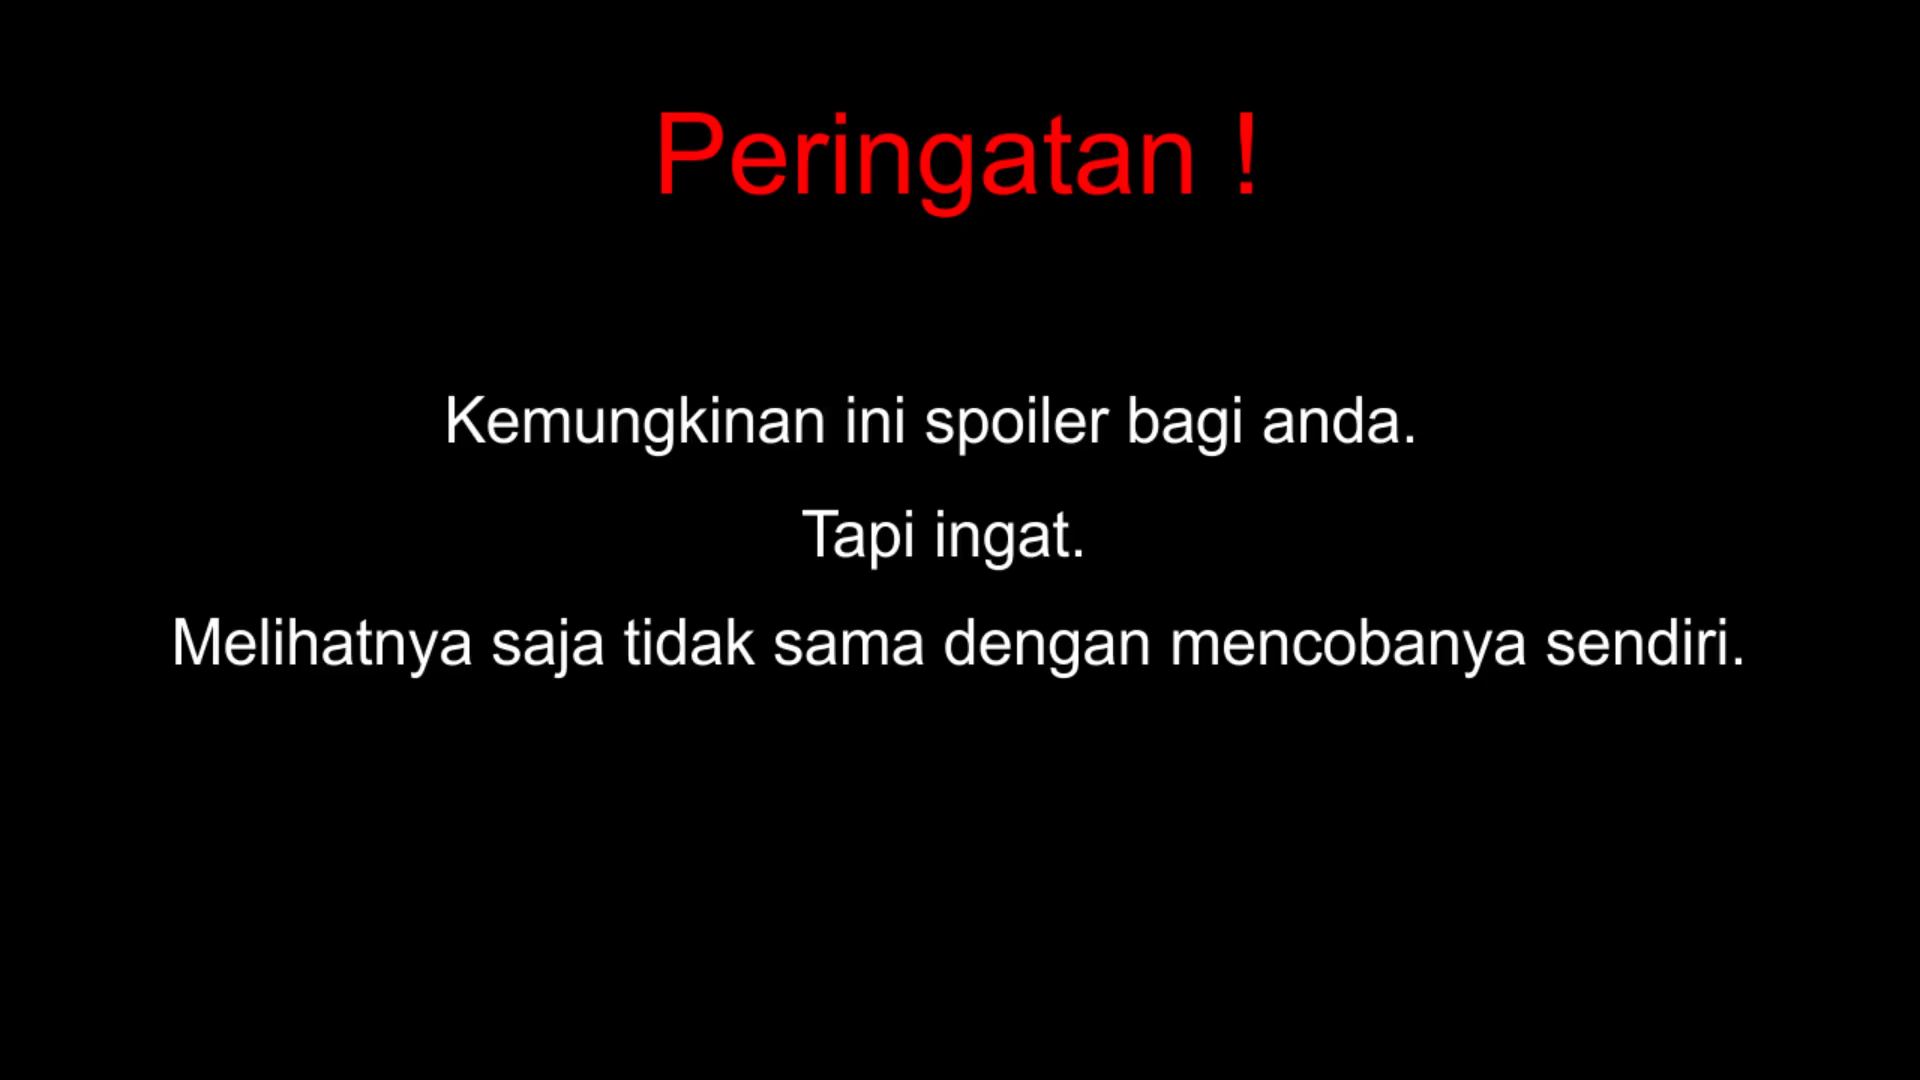 Peringatan !
Kemungkinan ini spoiler bagi anda.
Tapi ingat.
Melihatnya saja tidak sama dengan mencobanya sendiri.